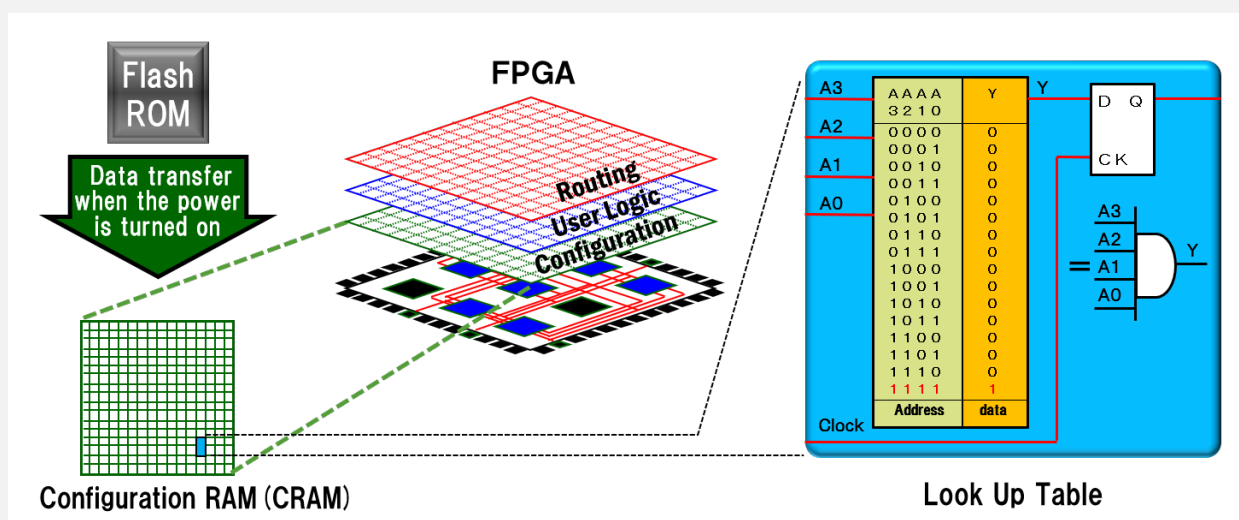 Flash
ROM
Data transfer
when the power
is turned on
Configuration RAM (CRAM)
FPGA
Routing
User Logic
Configuration
A3
A2
A1
A0
Clock
A A A A Y
3 2 1 0
0 0 0 0 0
0 0 0 1 0
0 0 1 0 0
0 0 1 1 0
0 1 0 0 0
0 1 0 1 0
0 1 1 0 0
0 1 1 1 0
1 0 0 0 0
1 0 0 1 0
1 0 1 0 0
1 0 1 1 0
1 1 0 0 0
1 1 0 1 0
1 1 1 0 0
1 1 1 1 1
Address data
Y
D Q
CK
=
A3
A2
A1
A0
Y
Look Up Table